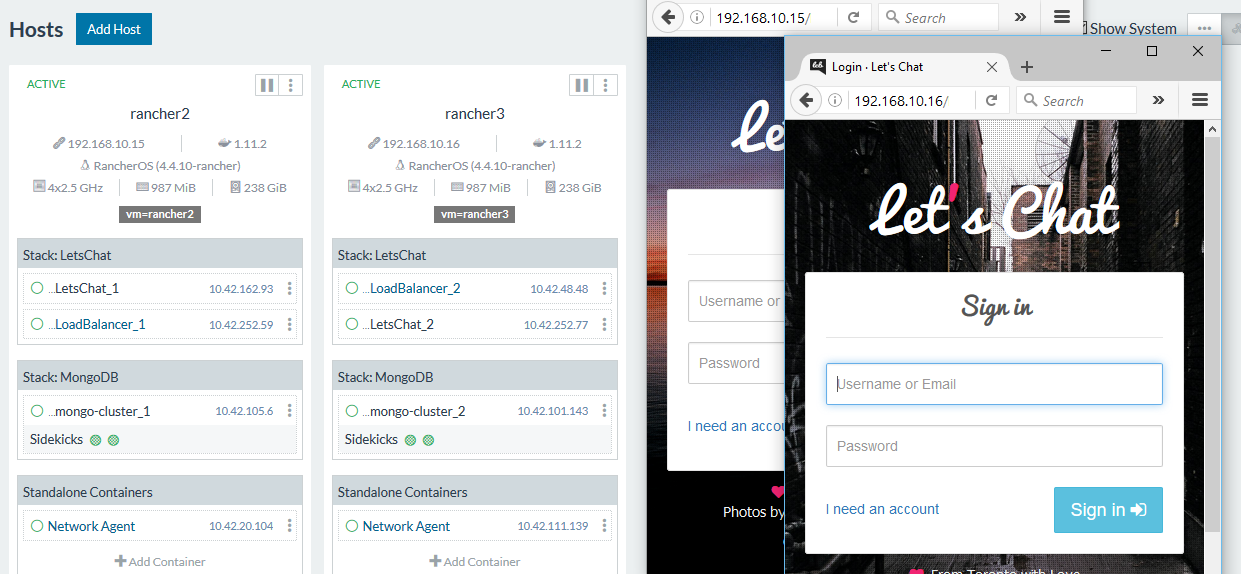 Hosts
Add Host
Show System
ACTIVE
rancher2
192.168.10.15
1.11.2
RancherOS (4.4.10-rancher)
4x2.5 GHz
987 MiB
238 GiB
vm=rancher2
Stack: LetsChat
...LetsChat_1
10.42.162.93
...LoadBalancer_1
10.42.252.59
Stack: MongoDB
...mongo-cluster_1
10.42.105.6
Sidekicks
Standalone Containers
Network Agent
10.42.20.104
Add Container
ACTIVE
rancher3
192.168.10.16
1.11.2
RancherOS (4.4.10-rancher)
4x2.5 GHz
987 MiB
238 GiB
vm=rancher3
Stack: LetsChat
...LoadBalancer_2
10.42.48.48
...LetsChat_2
10.42.252.77
Stack: MongoDB
...mongo-cluster_2
10.42.101.143
Sidekicks
Standalone Containers
Network Agent
10.42.111.139
Add Container
192.168.10.15/
Search
Le
Username or
Password
I need an accou
Photos by
Login · Let's Chat
192.168.10.16/
Search
Let's Chat
Sign in
Username or Email
Password
I need an account
Sign in
From Toronto with Love